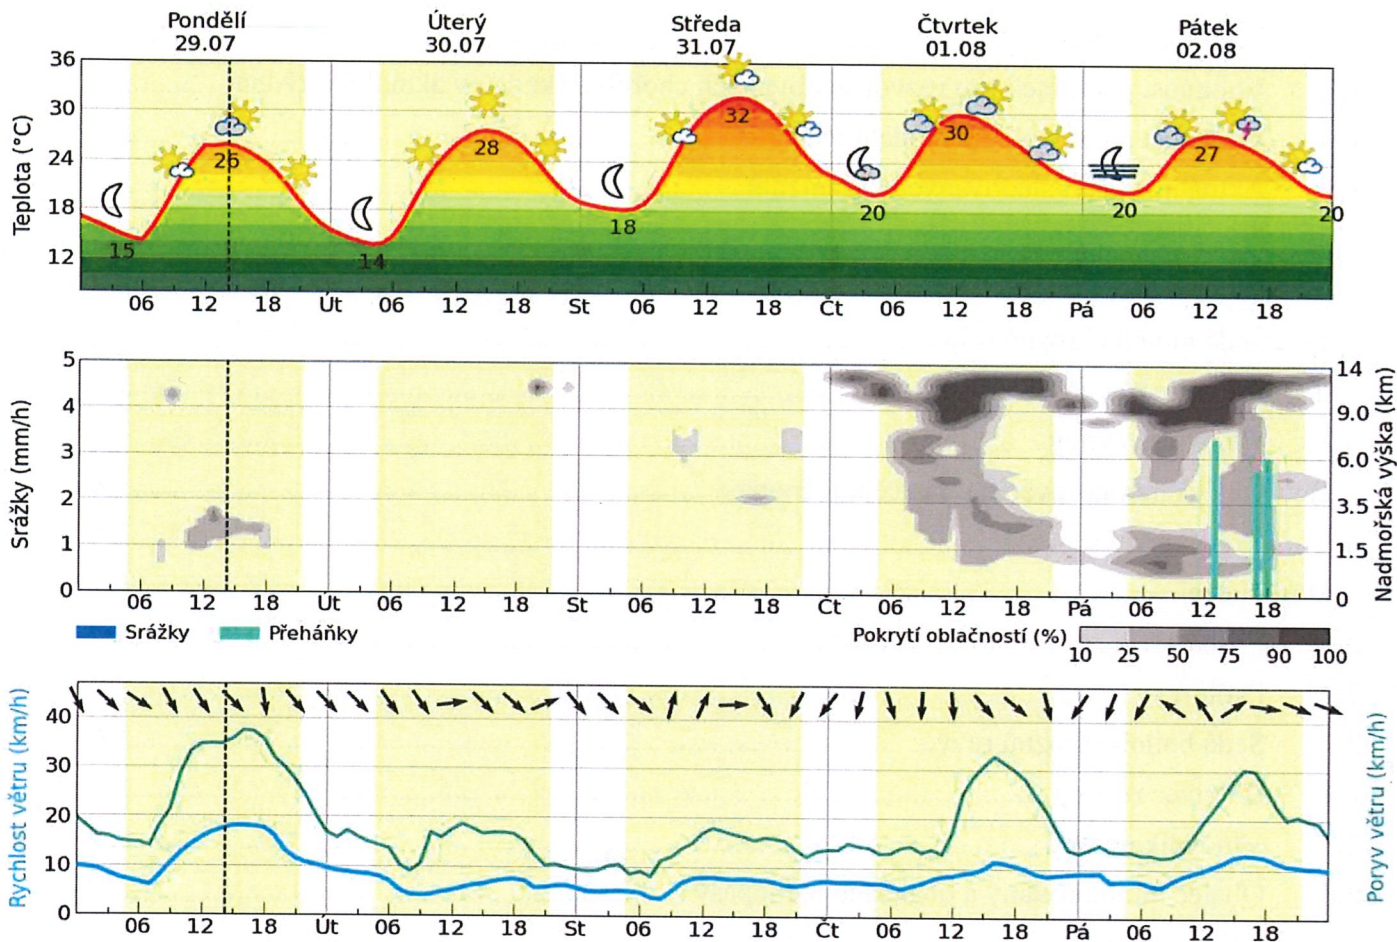 Pondělí Úterý Středa Čtvrtek Pátek
29.07 30.07 31.07 01.08 02.08
Teplota (°C)
36
30
24
18
12
26 28 32 30 27
15 14 18 20 20 20
06 12 18 Út 06 12 18 St 06 12 18 Čt 06 12 18 Pá 06 12 18
Srážky (mm/h)
5
4
3
2
1
0
Nadmořská výška (km)
14
9.0
6.0
3.5
1.5
0
06 12 18 Út 06 12 18 St 06 12 18 Čt 06 12 18 Pá 06 12 18
Srážky Přeháňky Pokrytí oblačností (%)
10 25 50 75 90 100
Rychlost větru (km/h)
40
30
20
10
0
Poryv větru (km/h)
06 12 18 Út 06 12 18 St 06 12 18 Čt 06 12 18 Pá 06 12 18